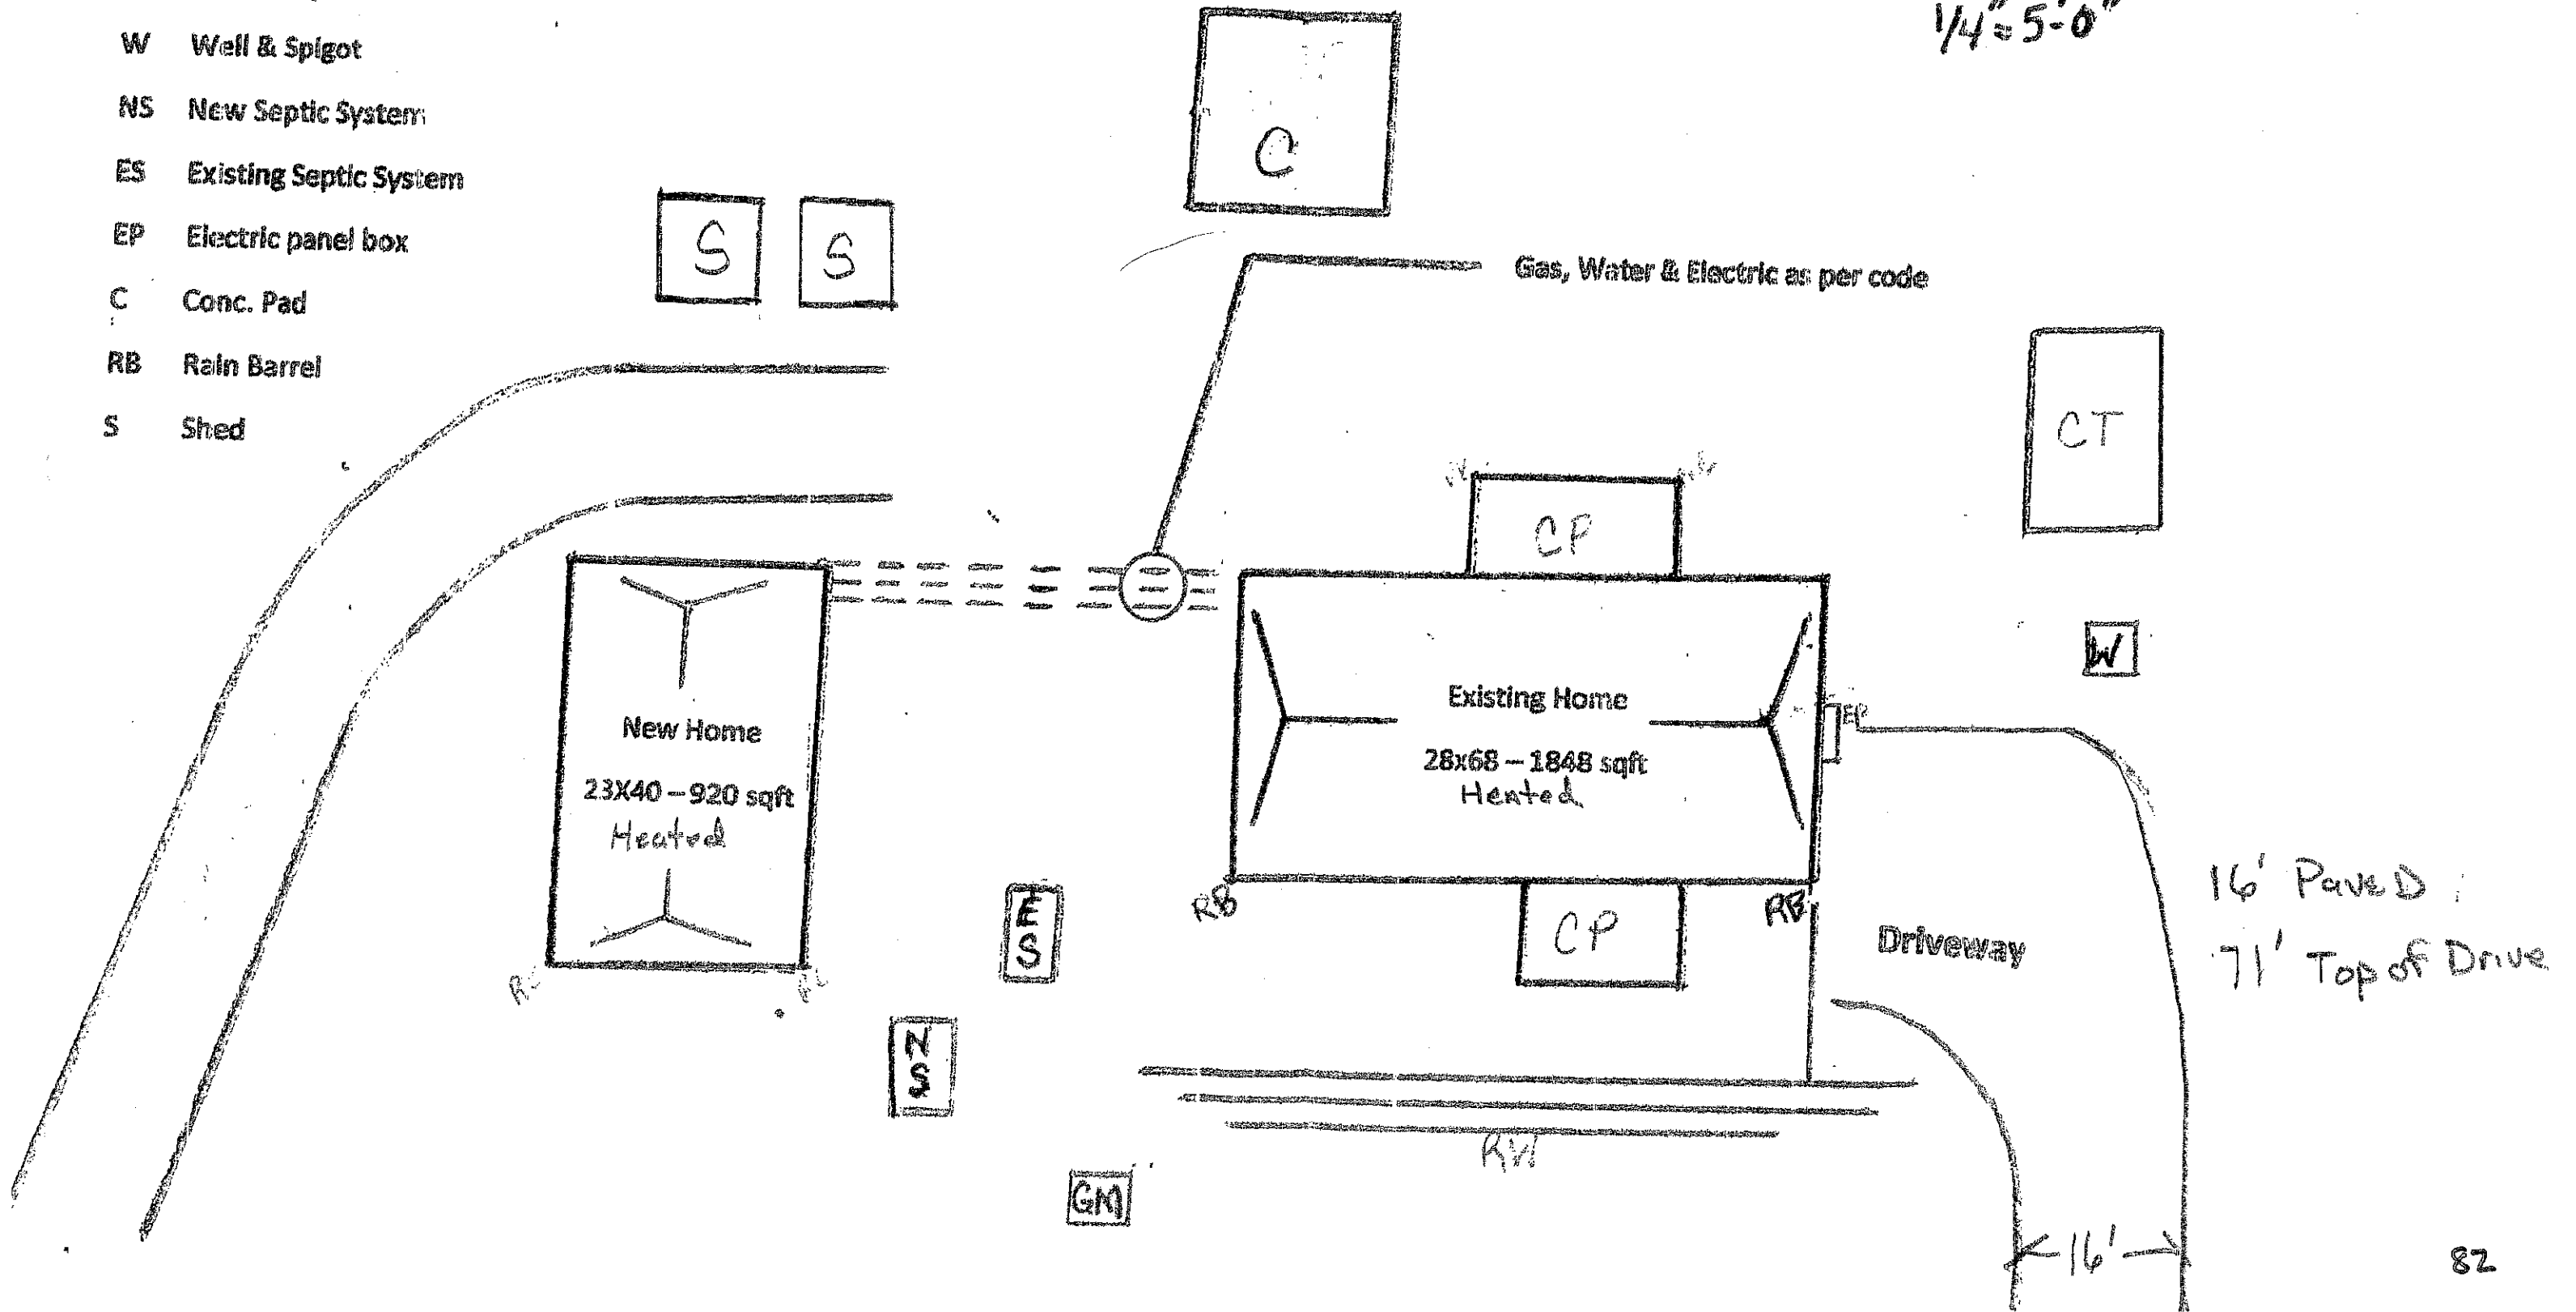 1/4" = 5'-0"
W Well & Spigot
NS New Septic System
ES Existing Septic System
EP Electric panel box
C Conc. Pad
RB Rain Barrel
S Shed
C
S
S
Gas, Water & Electric as per code
CT
CP
W
New Home
23X40 – 920 sqft
Heated
Existing Home
28x68 – 1848 sqft
Heated
EP
RB
RB
CP
ES
NS
Driveway
16' Paved
71' Top of Drive
RW
GM
16'
82